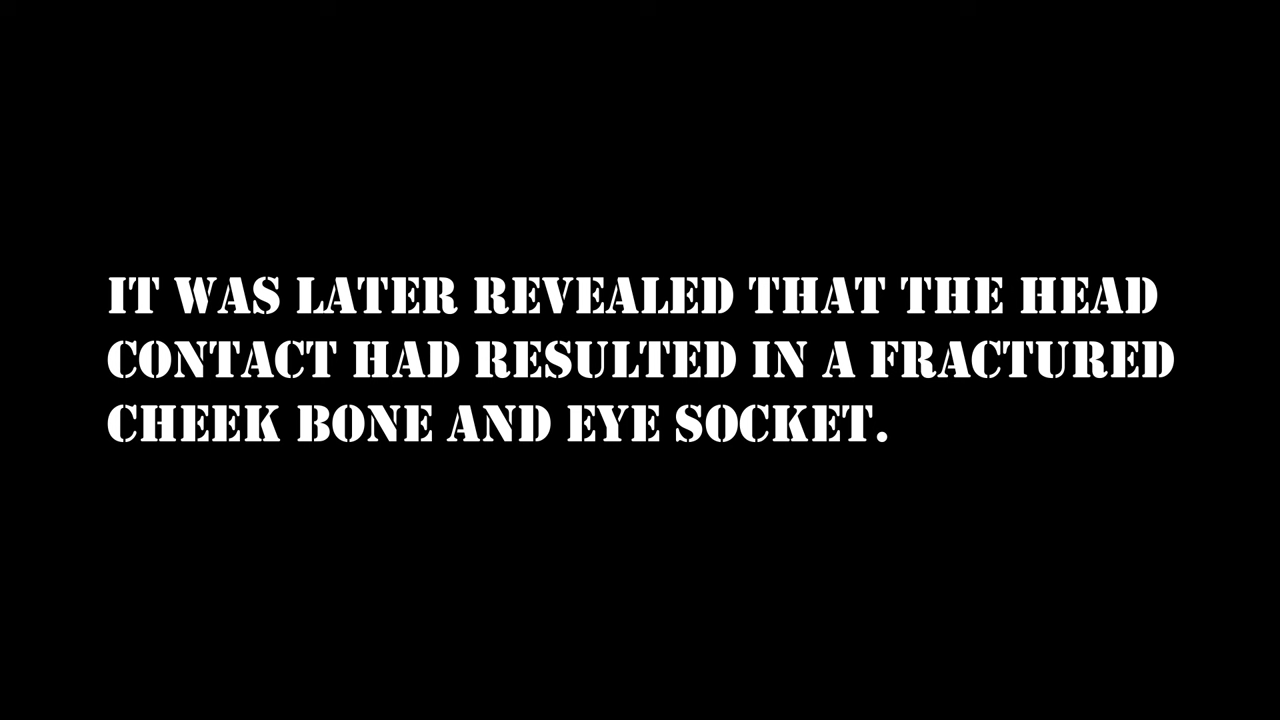 IT WAS LATER REVEALED THAT THE HEAD
CONTACT HAD RESULTED IN A FRACTURED
CHEEK BONE AND EYE SOCKET.